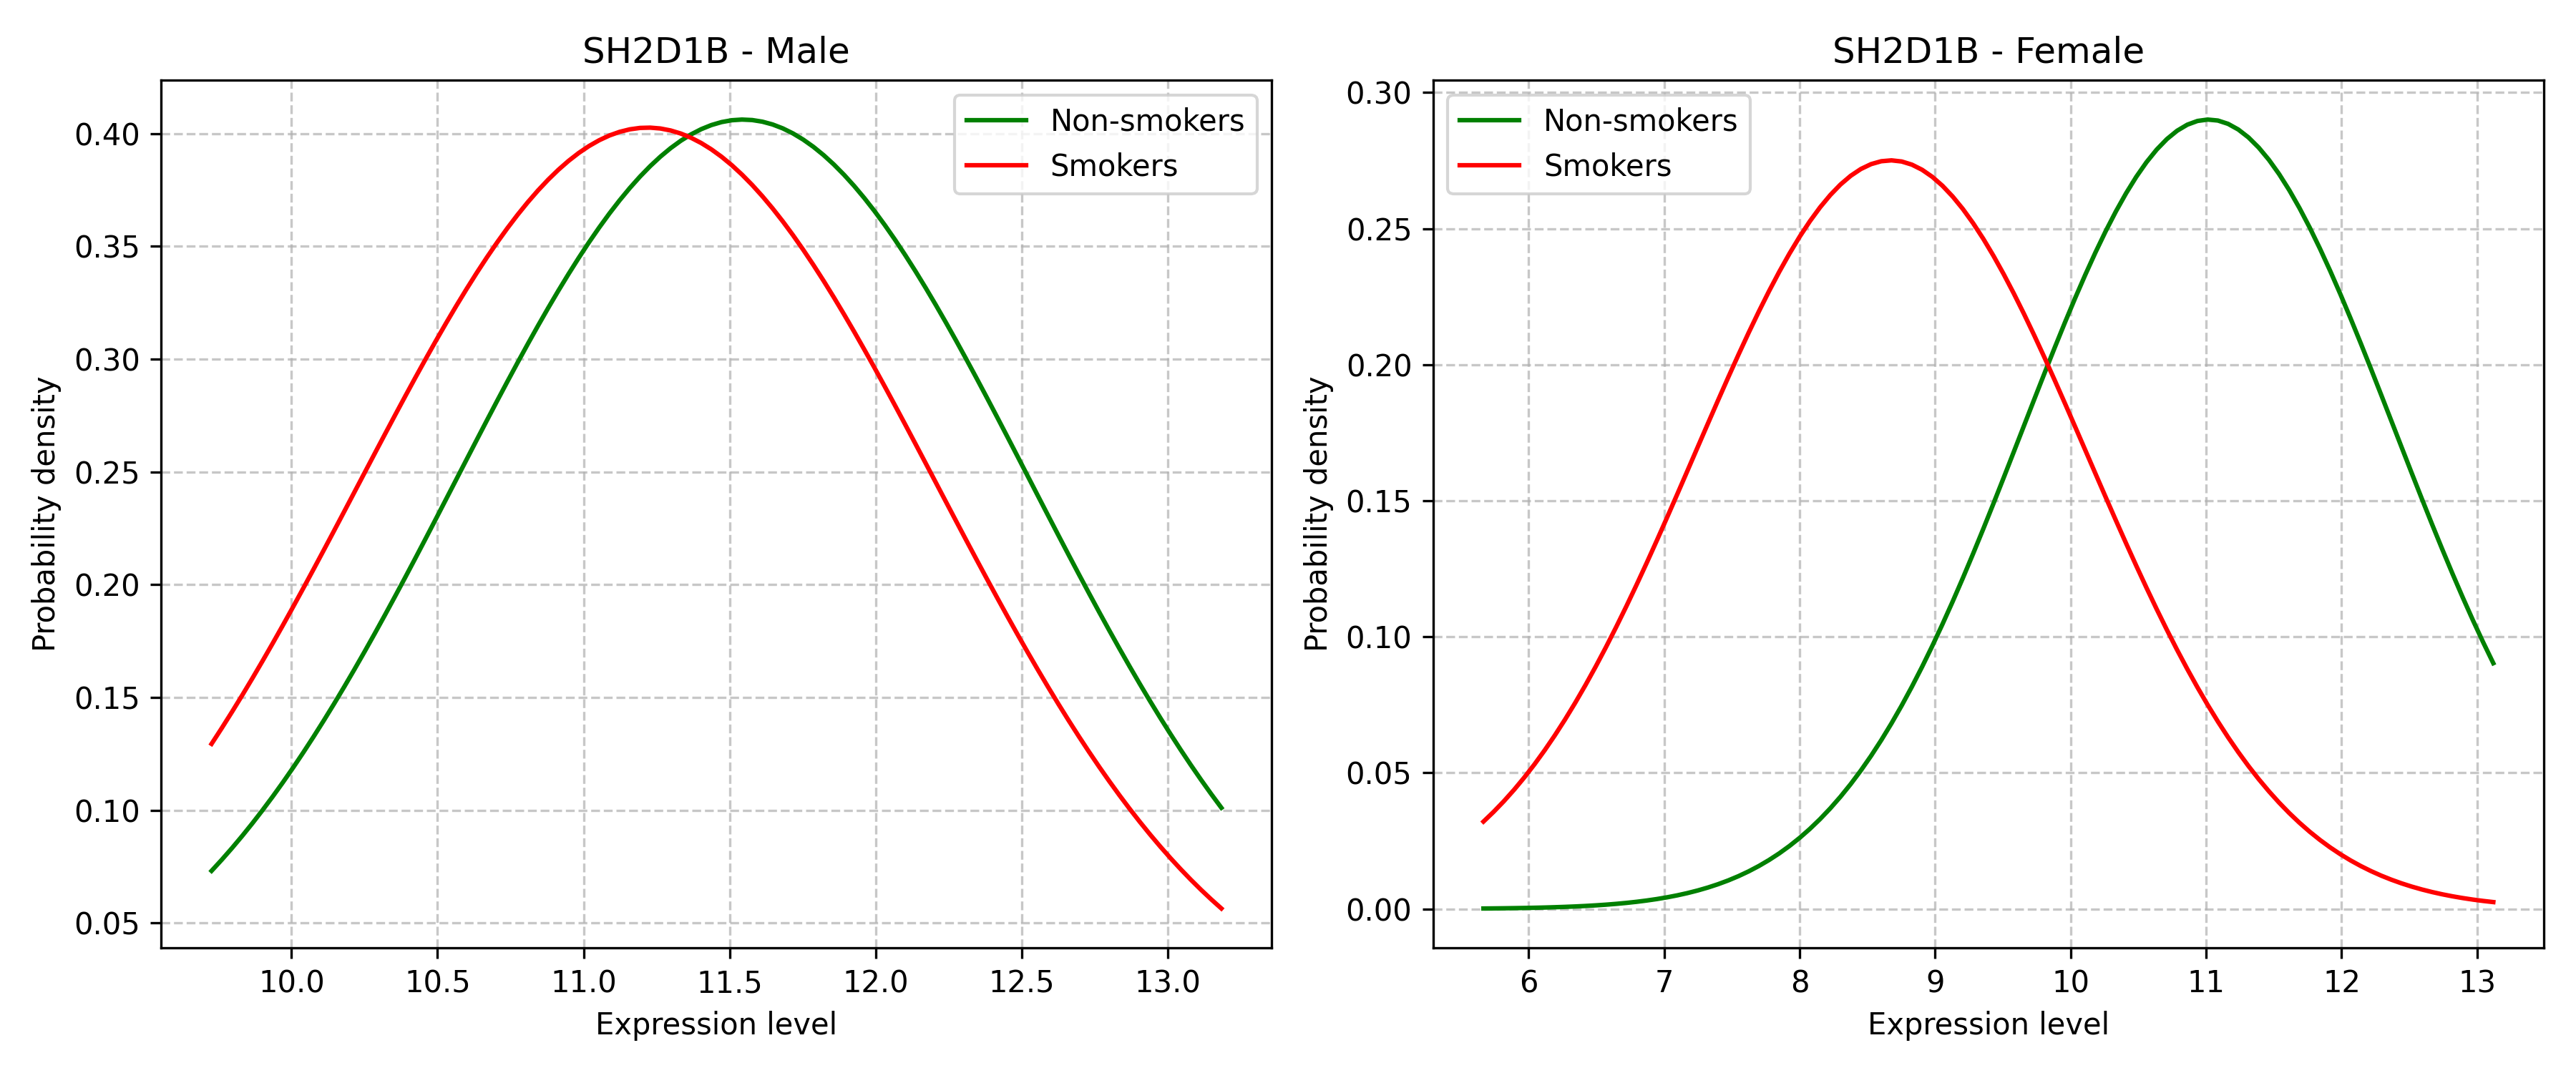 SH2D1B - Male
Non-smokers
Smokers
0.40
0.35
0.30
0.25
0.20
0.15
0.10
0.05
Probability density
10.0 10.5 11.0 11.5 12.0 12.5 13.0
Expression level
SH2D1B - Female
Non-smokers
Smokers
0.30
0.25
0.20
0.15
0.10
0.05
0.00
Probability density
6 7 8 9 10 11 12 13
Expression level